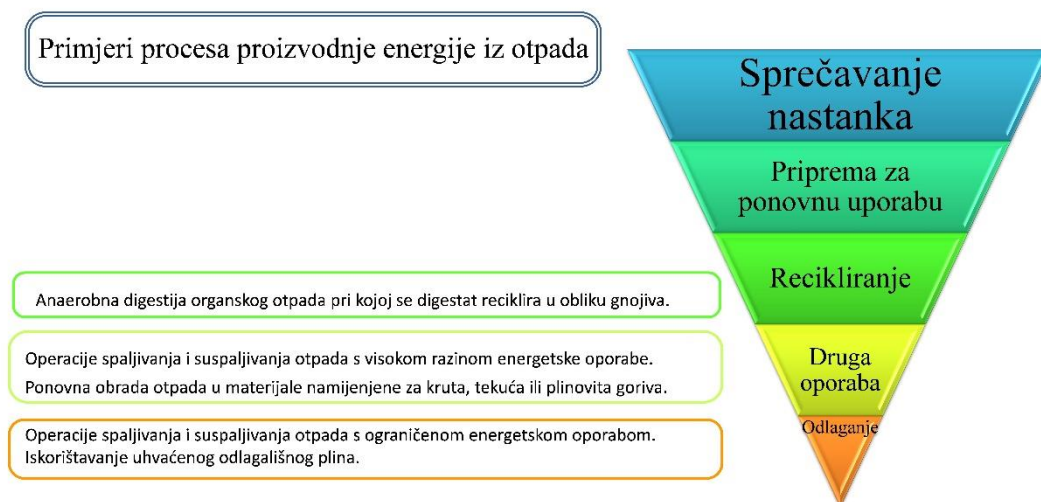 Primjeri procesa proizvodnje energije iz otpada
Sprečavanje
nastanka
Priprema za
ponovnu uporabu
Recikliranje
Anaerobna digestija organskog otpada pri kojoj se digestat reciklira u obliku gnojiva.
Druga
oporaba
Operacije spaljivanja i suspaljivanja otpada s visokom razinom energetske oporabe.
Ponovna obrada otpada u materijale namijenjene za kruta, tekuća ili plinovita goriva.
Odlaganje
Operacije spaljivanja i suspaljivanja otpada s ograničenom energetskom oporabom.
Iskorištavanje uhvaćenog odlagališnog plina.